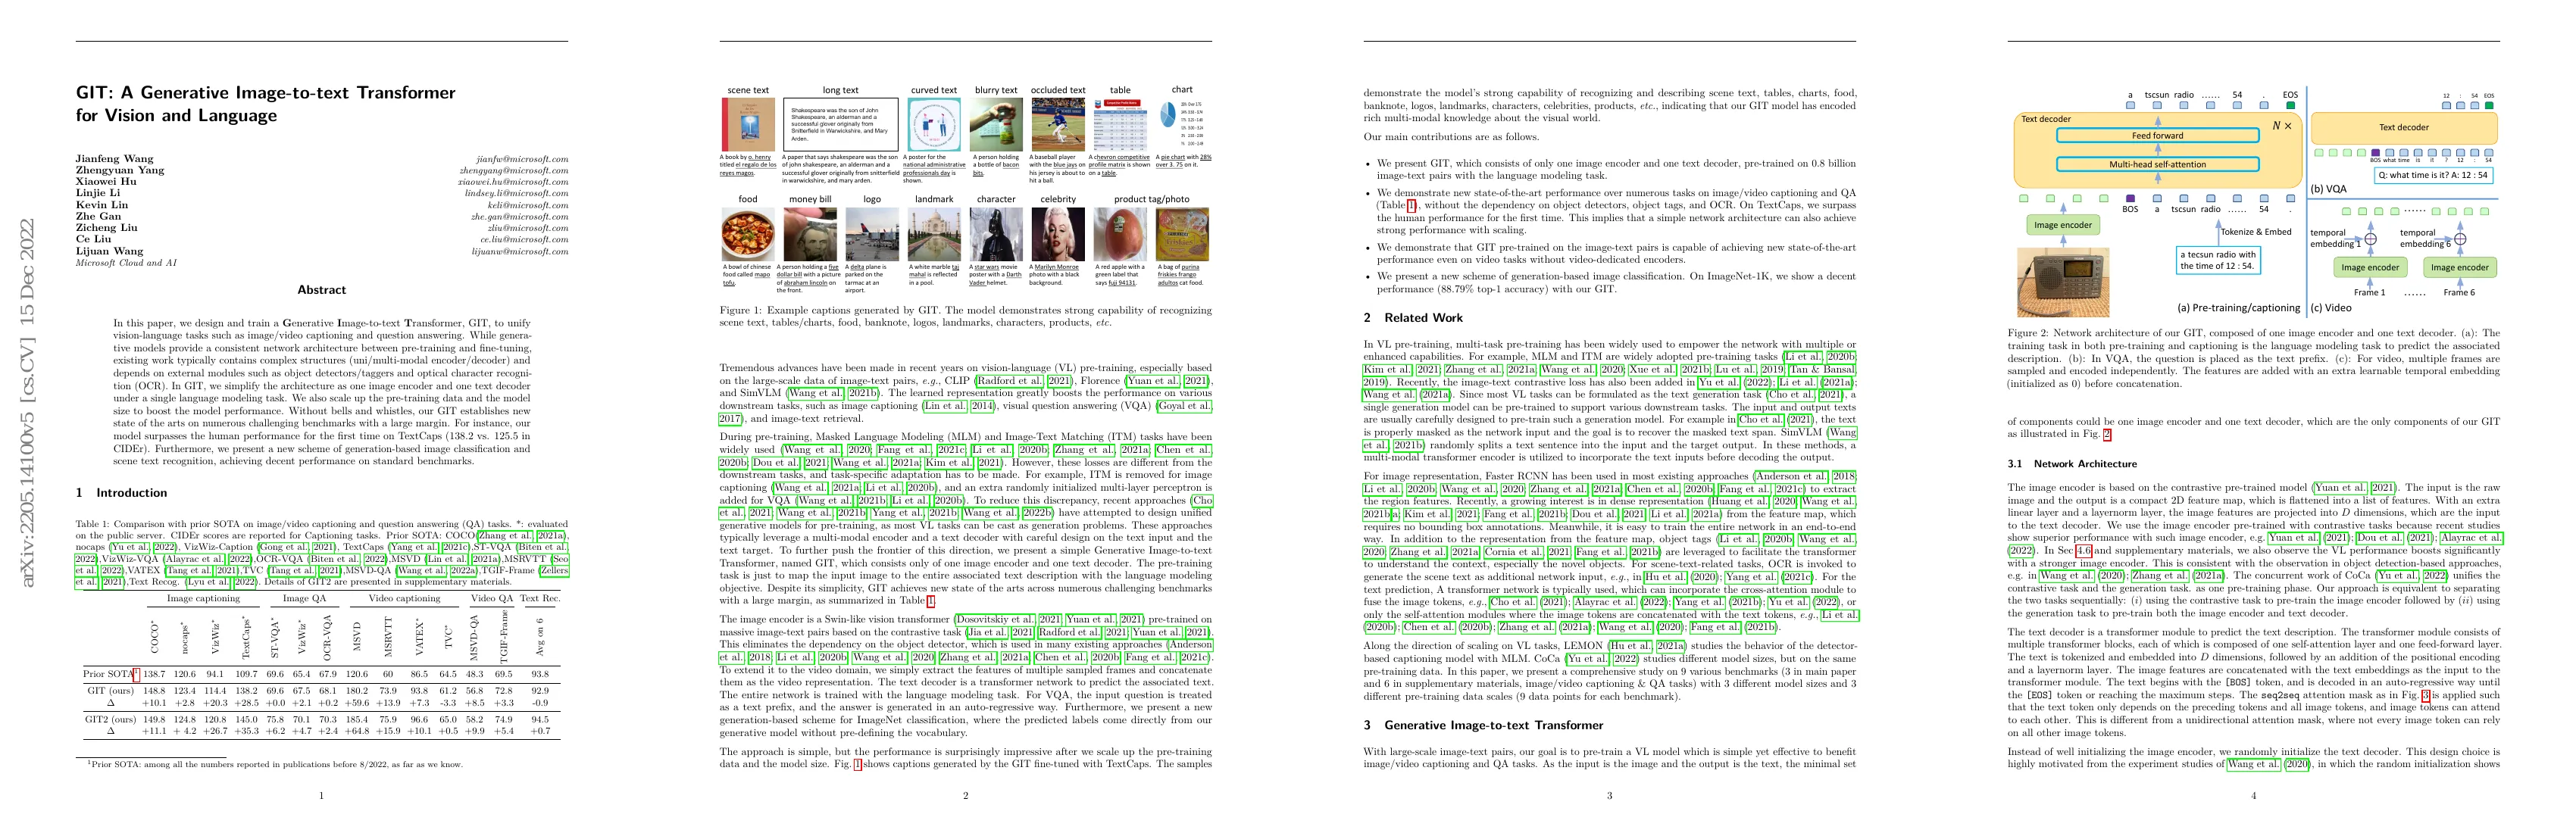 arXiv:2205.14100v5 [cs.CV] 15 Dec 2022
GIT: A Generative Image-to-text Transformer
for Vision and Language
Jianfeng Wang jianfw@microsoft.com
Zhengyuan Yang zhengyang@microsoft.com
Xiaowei Hu xiaowei.hu@microsoft.com
Linjie Li lindsey.li@microsoft.com
Kevin Lin keli@microsoft.com
Zhe Gan zhe.gan@microsoft.com
Zicheng Liu zliu@microsoft.com
Ce Liu ce.liu@microsoft.com
Lijuan Wang lijuanw@microsoft.com
Microsoft Cloud and AI
Abstract
In this paper, we design and train a Generative Image-to-text Transformer, GIT, to unify
vision-language tasks such as image/video captioning and question answering. While genera-
tive models provide a consistent network architecture between pre-training and fine-tuning,
existing work typically contains complex structures (uni/multi-modal encoder/decoder) and
depends on external modules such as object detectors/taggers and optical character recogni-
tion (OCR). In GIT, we simplify the architecture as one image encoder and one text decoder
under a single language modeling task. We also scale up the pre-training data and the model
size to boost the model performance. Without bells and whistles, our GIT establishes new
state of the arts on numerous challenging benchmarks with a large margin. For instance, our
model surpasses the human performance for the first time on TextCaps (138.2 vs. 125.5 in
CIDEr). Furthermore, we present a new scheme of generation-based image classification and
scene text recognition, achieving decent performance on standard benchmarks.
1 Introduction
Table 1: Comparison with prior SOTA on image/video captioning and question answering (QA) tasks. *: evaluated
on the public server. CIDEr scores are reported for Captioning tasks. Prior SOTA: COCO(Zhang et al., 2021a),
nocaps (Yu et al., 2022), VizWiz-Caption (Gong et al., 2021), TextCaps (Yang et al., 2021c),ST-VQA (Biten et al.,
2022),VizWiz-VQA (Alayrac et al., 2022),OCR-VQA (Biten et al., 2022),MSVD (Lin et al., 2021a),MSRVTT (Seo
et al., 2022),VATEX (Tang et al., 2021),TVC (Tang et al., 2021),MSVD-QA (Wang et al., 2022a),TGIF-Frame (Zellers
et al., 2021),Text Recog. (Lyu et al., 2022). Details of GIT2 are presented in supplementary materials.
Image captioning Image QA Video captioning Video QA Text Rec.
COCO* nocaps* VizWiz* TextCaps* ST-VQA* VizWiz* OCR-VQA MSVD MSRVTT VATEX* TVC* MSVD-QA TGIF-Frame Avg on 6
Prior SOTA1 138.7 120.6 94.1 109.7 69.6 65.4 67.9 120.6 60 86.5 64.5 48.3 69.5 93.8
GIT (ours) 148.8 123.4 114.4 138.2 69.6 67.5 68.1 180.2 73.9 93.8 61.2 56.8 72.8 92.9
Δ +10.1 +2.8 +20.3 +28.5 +0.0 +2.1 +0.2 +59.6 +13.9 +7.3 -3.3 +8.5 +3.3 -0.9
GIT2 (ours) 149.8 124.8 120.8 145.0 75.8 70.1 70.3 185.4 75.9 96.6 65.0 58.2 74.9 94.5
Δ +11.1 + 4.2 +26.7 +35.3 +6.2 +4.7 +2.4 +64.8 +15.9 +10.1 +0.5 +9.9 +5.4 +0.7
1Prior SOTA: among all the numbers reported in publications before 8/2022, as far as we know.
1
scene text long text curved text blurry text occluded text table chart
Shakespeare was the son of John
Shakespeare, an alderman and a
successful glover originally from
Snitterfield in Warwickshire, and Mary
Arden.
A book by o. henry
titled el regalo de los
reyes magos.
A paper that says shakespeare was the son
of john shakespeare, an alderman and a
successful glover originally from snitterfield
in warwickshire, and mary arden.
A poster for the
national administrative
professionals day is
shown.
A person holding
a bottle of bacon
bits.
A baseball player
with the blue jays on
his jersey is about to
hit a ball.
A chevron competitive
profile matrix is shown
on a table.
A pie chart with 28%
over 3. 75 on it.
food money bill logo landmark character celebrity product tag/photo
A bowl of chinese
food called mapo
tofu.
A person holding a five
dollar bill with a picture
of abraham lincoln on
the front.
A delta plane is
parked on the
tarmac at an
airport.
A white marble taj
mahal is reflected
in a pool.
A star wars movie
poster with a Darth
Vader helmet.
A Marilyn Monroe
photo with a black
background.
A red apple with a
green label that
says fuji 94131.
A bag of purina
friskies frango
adultos cat food.
Figure 1: Example captions generated by GIT. The model demonstrates strong capability of recognizing
scene text, tables/charts, food, banknote, logos, landmarks, characters, products, etc.
Tremendous advances have been made in recent years on vision-language (VL) pre-training, especially based
on the large-scale data of image-text pairs, e.g., CLIP (Radford et al., 2021), Florence (Yuan et al., 2021),
and SimVLM (Wang et al., 2021b). The learned representation greatly boosts the performance on various
downstream tasks, such as image captioning (Lin et al., 2014), visual question answering (VQA) (Goyal et al.,
2017), and image-text retrieval.
During pre-training, Masked Language Modeling (MLM) and Image-Text Matching (ITM) tasks have been
widely used (Wang et al., 2020; Fang et al., 2021c; Li et al., 2020b; Zhang et al., 2021a; Chen et al.,
2020b; Dou et al., 2021; Wang et al., 2021a; Kim et al., 2021). However, these losses are different from the
downstream tasks, and task-specific adaptation has to be made. For example, ITM is removed for image
captioning (Wang et al., 2021a; Li et al., 2020b), and an extra randomly initialized multi-layer perceptron is
added for VQA (Wang et al., 2021b; Li et al., 2020b). To reduce this discrepancy, recent approaches (Cho
et al., 2021; Wang et al., 2021b; Yang et al., 2021b; Wang et al., 2022b) have attempted to design unified
generative models for pre-training, as most VL tasks can be cast as generation problems. These approaches
typically leverage a multi-modal encoder and a text decoder with careful design on the text input and the
text target. To further push the frontier of this direction, we present a simple Generative Image-to-text
Transformer, named GIT, which consists only of one image encoder and one text decoder. The pre-training
task is just to map the input image to the entire associated text description with the language modeling
objective. Despite its simplicity, GIT achieves new state of the arts across numerous challenging benchmarks
with a large margin, as summarized in Table 1.
The image encoder is a Swin-like vision transformer (Dosovitskiy et al., 2021; Yuan et al., 2021) pre-trained on
massive image-text pairs based on the contrastive task (Jia et al., 2021; Radford et al., 2021; Yuan et al., 2021).
This eliminates the dependency on the object detector, which is used in many existing approaches (Anderson
et al., 2018; Li et al., 2020b; Wang et al., 2020; Zhang et al., 2021a; Chen et al., 2020b; Fang et al., 2021c).
To extend it to the video domain, we simply extract the features of multiple sampled frames and concatenate
them as the video representation. The text decoder is a transformer network to predict the associated text.
The entire network is trained with the language modeling task. For VQA, the input question is treated
as a text prefix, and the answer is generated in an auto-regressive way. Furthermore, we present a new
generation-based scheme for ImageNet classification, where the predicted labels come directly from our
generative model without pre-defining the vocabulary.
The approach is simple, but the performance is surprisingly impressive after we scale up the pre-training
data and the model size. Fig. 1 shows captions generated by the GIT fine-tuned with TextCaps. The samples
2
demonstrate the model's strong capability of recognizing and describing scene text, tables, charts, food,
banknote, logos, landmarks, characters, celebrities, products, etc., indicating that our GIT model has encoded
rich multi-modal knowledge about the visual world.
Our main contributions are as follows.
• We present GIT, which consists of only one image encoder and one text decoder, pre-trained on 0.8 billion
image-text pairs with the language modeling task.
• We demonstrate new state-of-the-art performance over numerous tasks on image/video captioning and QA
(Table 1), without the dependency on object detectors, object tags, and OCR. On TextCaps, we surpass
the human performance for the first time. This implies that a simple network architecture can also achieve
strong performance with scaling.
• We demonstrate that GIT pre-trained on the image-text pairs is capable of achieving new state-of-the-art
performance even on video tasks without video-dedicated encoders.
• We present a new scheme of generation-based image classification. On ImageNet-1K, we show a decent
performance (88.79% top-1 accuracy) with our GIT.
2 Related Work
In VL pre-training, multi-task pre-training has been widely used to empower the network with multiple or
enhanced capabilities. For example, MLM and ITM are widely adopted pre-training tasks (Li et al., 2020b;
Kim et al., 2021; Zhang et al., 2021a; Wang et al., 2020; Xue et al., 2021b; Lu et al., 2019; Tan & Bansal,
2019). Recently, the image-text contrastive loss has also been added in Yu et al. (2022); Li et al. (2021a);
Wang et al. (2021a). Since most VL tasks can be formulated as the text generation task (Cho et al., 2021), a
single generation model can be pre-trained to support various downstream tasks. The input and output texts
are usually carefully designed to pre-train such a generation model. For example in Cho et al. (2021), the text
is properly masked as the network input and the goal is to recover the masked text span. SimVLM (Wang
et al., 2021b) randomly splits a text sentence into the input and the target output. In these methods, a
multi-modal transformer encoder is utilized to incorporate the text inputs before decoding the output.
For image representation, Faster RCNN has been used in most existing approaches (Anderson et al., 2018;
Li et al., 2020b; Wang et al., 2020; Zhang et al., 2021a; Chen et al., 2020b; Fang et al., 2021c) to extract
the region features. Recently, a growing interest is in dense representation (Huang et al., 2020; Wang et al.,
2021b;a; Kim et al., 2021; Fang et al., 2021b; Dou et al., 2021; Li et al., 2021a) from the feature map, which
requires no bounding box annotations. Meanwhile, it is easy to train the entire network in an end-to-end
way. In addition to the representation from the feature map, object tags (Li et al., 2020b; Wang et al.,
2020; Zhang et al., 2021a; Cornia et al., 2021; Fang et al., 2021b) are leveraged to facilitate the transformer
to understand the context, especially the novel objects. For scene-text-related tasks, OCR is invoked to
generate the scene text as additional network input, e.g., in Hu et al. (2020); Yang et al. (2021c). For the
text prediction, A transformer network is typically used, which can incorporate the cross-attention module to
fuse the image tokens, e.g., Cho et al. (2021); Alayrac et al. (2022); Yang et al. (2021b); Yu et al. (2022), or
only the self-attention modules where the image tokens are concatenated with the text tokens, e.g., Li et al.
(2020b); Chen et al. (2020b); Zhang et al. (2021a); Wang et al. (2020); Fang et al. (2021b).
Along the direction of scaling on VL tasks, LEMON (Hu et al., 2021a) studies the behavior of the detector-
based captioning model with MLM. CoCa (Yu et al., 2022) studies different model sizes, but on the same
pre-training data. In this paper, we present a comprehensive study on 9 various benchmarks (3 in main paper
and 6 in supplementary materials, image/video captioning & QA tasks) with 3 different model sizes and 3
different pre-training data scales (9 data points for each benchmark).
3 Generative Image-to-text Transformer
With large-scale image-text pairs, our goal is to pre-train a VL model which is simple yet effective to benefit
image/video captioning and QA tasks. As the input is the image and the output is the text, the minimal set
3
a tscsun radio ...... 54 . EOS
Text decoder
N ×
Feed forward
Multi-head self-attention
BOS a tscsun radio ...... 54 .
Image encoder
Tokenize & Embed
a tecsun radio with
the time of 12 : 54.
(a) Pre-training/captioning
12 : 54 EOS
Text decoder
BOS what time is it ? 12 : 54
Q: what time is it? A: 12 : 54
(b) VQA
......
temporal
embedding 1
temporal
embedding 6
Image encoder Image encoder
Frame 1 ...... Frame 6
(c) Video
Figure 2: Network architecture of our GIT, composed of one image encoder and one text decoder. (a): The
training task in both pre-training and captioning is the language modeling task to predict the associated
description. (b): In VQA, the question is placed as the text prefix. (c): For video, multiple frames are
sampled and encoded independently. The features are added with an extra learnable temporal embedding
(initialized as 0) before concatenation.
of components could be one image encoder and one text decoder, which are the only components of our GIT
as illustrated in Fig. 2.
3.1 Network Architecture
The image encoder is based on the contrastive pre-trained model (Yuan et al., 2021). The input is the raw
image and the output is a compact 2D feature map, which is flattened into a list of features. With an extra
linear layer and a layernorm layer, the image features are projected into D dimensions, which are the input
to the text decoder. We use the image encoder pre-trained with contrastive tasks because recent studies
show superior performance with such image encoder, e.g. Yuan et al. (2021); Dou et al. (2021); Alayrac et al.
(2022). In Sec 4.6 and supplementary materials, we also observe the VL performance boosts significantly
with a stronger image encoder. This is consistent with the observation in object detection-based approaches,
e.g. in Wang et al. (2020); Zhang et al. (2021a). The concurrent work of CoCa (Yu et al., 2022) unifies the
contrastive task and the generation task. as one pre-training phase. Our approach is equivalent to separating
the two tasks sequentially: (i) using the contrastive task to pre-train the image encoder followed by (ii) using
the generation task to pre-train both the image encoder and text decoder.
The text decoder is a transformer module to predict the text description. The transformer module consists of
multiple transformer blocks, each of which is composed of one self-attention layer and one feed-forward layer.
The text is tokenized and embedded into D dimensions, followed by an addition of the positional encoding
and a layernorm layer. The image features are concatenated with the text embeddings as the input to the
transformer module. The text begins with the [BOS] token, and is decoded in an auto-regressive way until
the [EOS] token or reaching the maximum steps. The seq2seq attention mask as in Fig. 3 is applied such
that the text token only depends on the preceding tokens and all image tokens, and image tokens can attend
to each other. This is different from a unidirectional attention mask, where not every image token can rely
on all other image tokens.
Instead of well initializing the image encoder, we randomly initialize the text decoder. This design choice is
highly motivated from the experiment studies of Wang et al. (2020), in which the random initialization shows
4